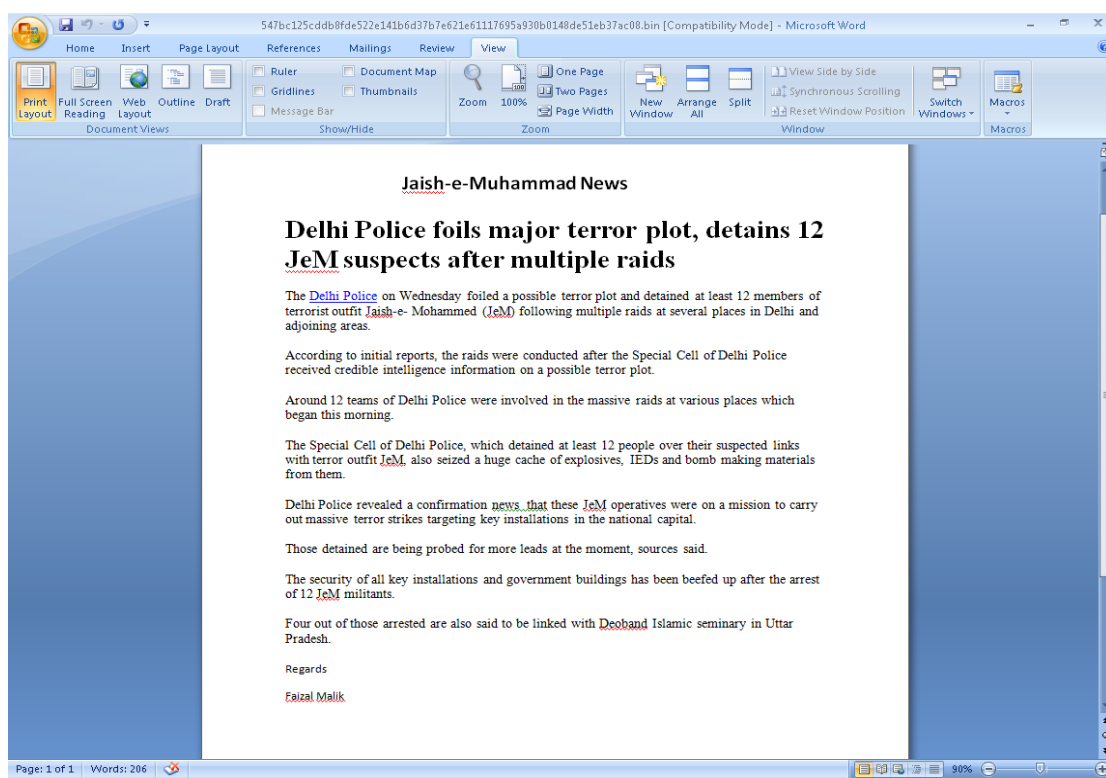 547bc125cddb8fde522e141b6d37b7e621e61117695a930b0148de51eb37ac08.bin [Compatibility Mode] - Microsoft Word
Home Insert Page Layout References Mailings Review View
Ruler Document Map One Page View Side by Side
Gridlines Thumbnails Two Pages Synchronous Scrolling
Message Bar Page Width Reset Window Position
Print Layout Full Screen Reading Web Layout Outline Draft Zoom 100% New Window Arrange All Split Switch Windows Macros
Document Views Show/Hide Zoom Window Macros
Jaish-e-Muhammad News
Delhi Police foils major terror plot, detains 12
JeM suspects after multiple raids
The Delhi Police on Wednesday foiled a possible terror plot and detained at least 12 members of
terrorist outfit Jaish-e- Mohammed (JeM) following multiple raids at several places in Delhi and
adjoining areas.
According to initial reports, the raids were conducted after the Special Cell of Delhi Police
received credible intelligence information on a possible terror plot.
Around 12 teams of Delhi Police were involved in the massive raids at various places which
began this morning.
The Special Cell of Delhi Police, which detained at least 12 people over their suspected links
with terror outfit JeM, also seized a huge cache of explosives, IEDs and bomb making materials
from them.
Delhi Police revealed a confirmation news that these JeM operatives were on a mission to carry
out massive terror strikes targeting key installations in the national capital.
Those detained are being probed for more leads at the moment, sources said.
The security of all key installations and government buildings has been beefed up after the arrest
of 12 JeM militants.
Four out of those arrested are also said to be linked with Deoband Islamic seminary in Uttar
Pradesh.
Regards
Faizal Malik
Page: 1 of 1 Words: 206 90%